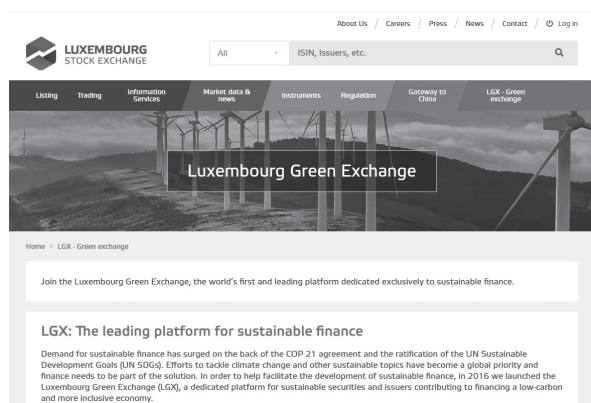 About Us / Careers / Press / News / Contact / Log in
LUXEMBOURG
STOCK EXCHANGE
All
ISIN, Issuers, etc.
Listing
Trading
Information
Services
Market data &
news
Instruments
Regulation
Gateway to
China
LGX - Green
exchange
Luxembourg Green Exchange
Home > LGX - Green exchange
Join the Luxembourg Green Exchange, the world's first and leading platform dedicated exclusively to sustainable finance.
LGX: The leading platform for sustainable finance
Demand for sustainable finance has surged on the back of the COP 21 agreement and the ratification of the UN Sustainable
Development Goals (UN SDGs). Efforts to tackle climate change and other sustainable topics have become a global priority and
finance needs to be part of the solution. In order to help facilitate the development of sustainable finance, in 2016 we launched the
Luxembourg Green Exchange (LGX), a dedicated platform for sustainable securities and issuers contributing to financing a low-carbon
and more inclusive economy.